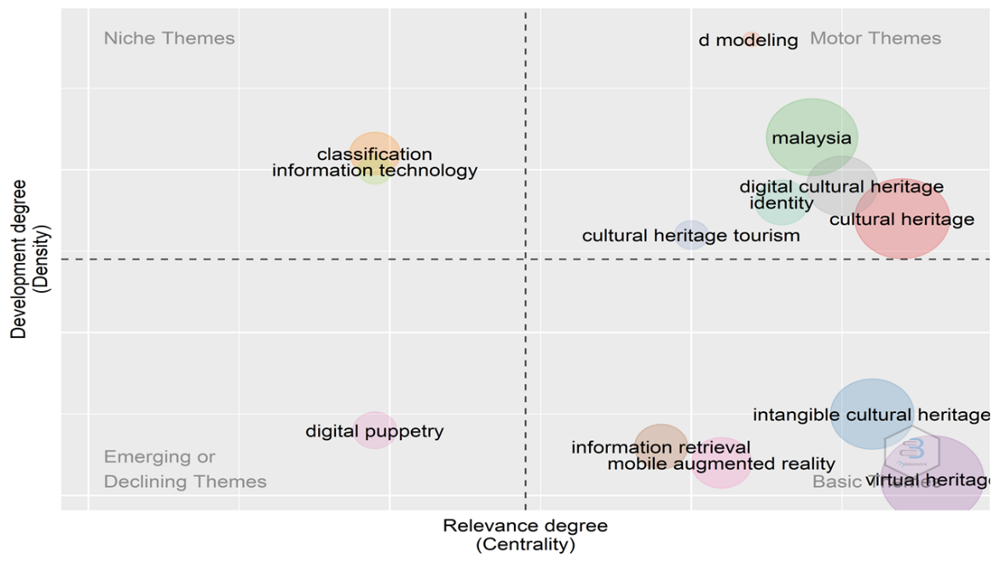 Niche Themes
d modeling
Motor Themes
malaysia
classification
information technology
digital cultural heritage
identity
cultural heritage
cultural heritage tourism
Development degree
(Density)
intangible cultural heritage
digital puppetry
information retrieval
mobile augmented reality
Emerging or
Declining Themes
Basic Themes
virtual heritage
Relevance degree
(Centrality)